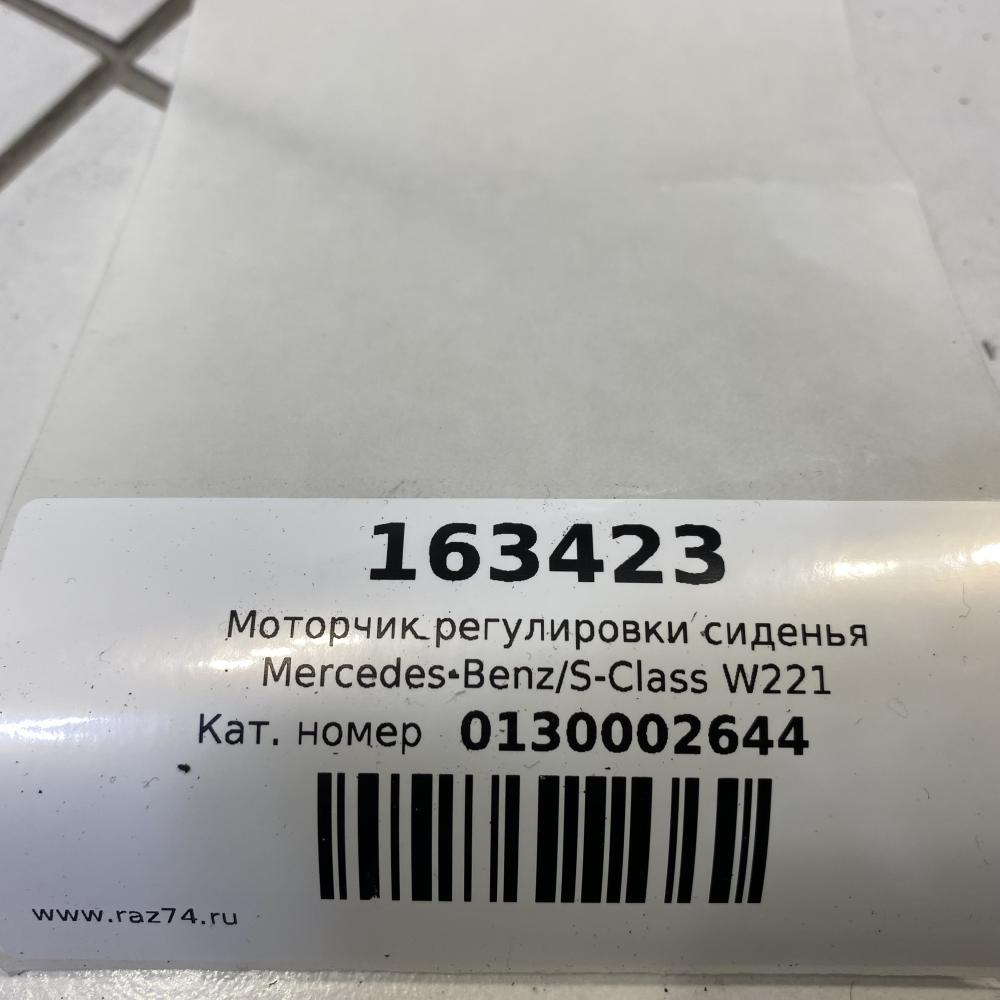 163423
Моторчик регулировки сиденья
Mercedes-Benz/S-Class W221
Кат. номер 0130002644
www.raz74.ru